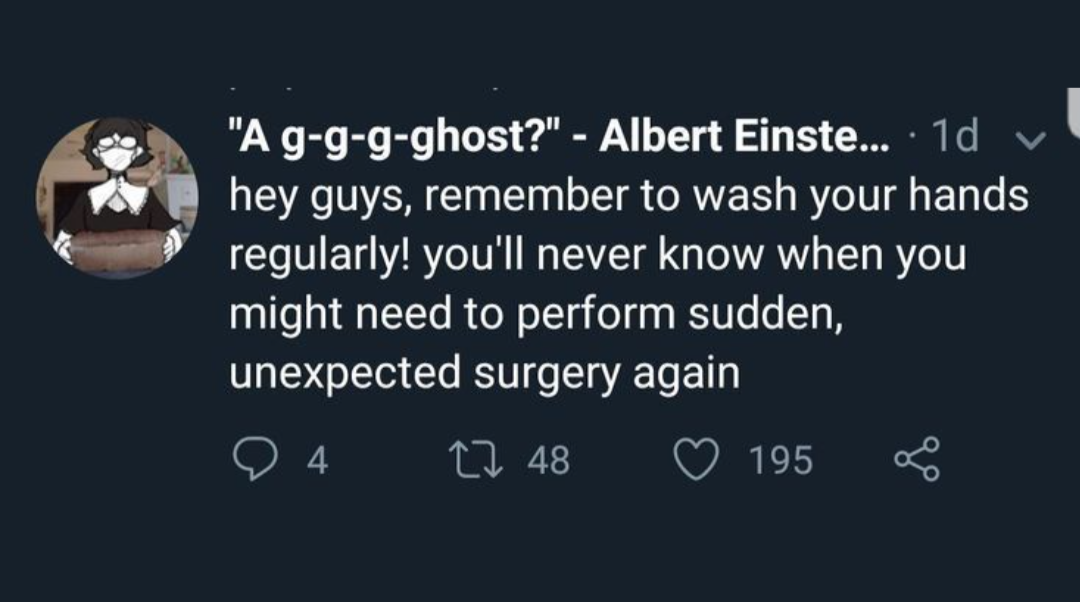 "A g-g-g-ghost?" - Albert Einste... · 1d
hey guys, remember to wash your hands
regularly! you'll never know when you
might need to perform sudden,
unexpected surgery again
4 48 195